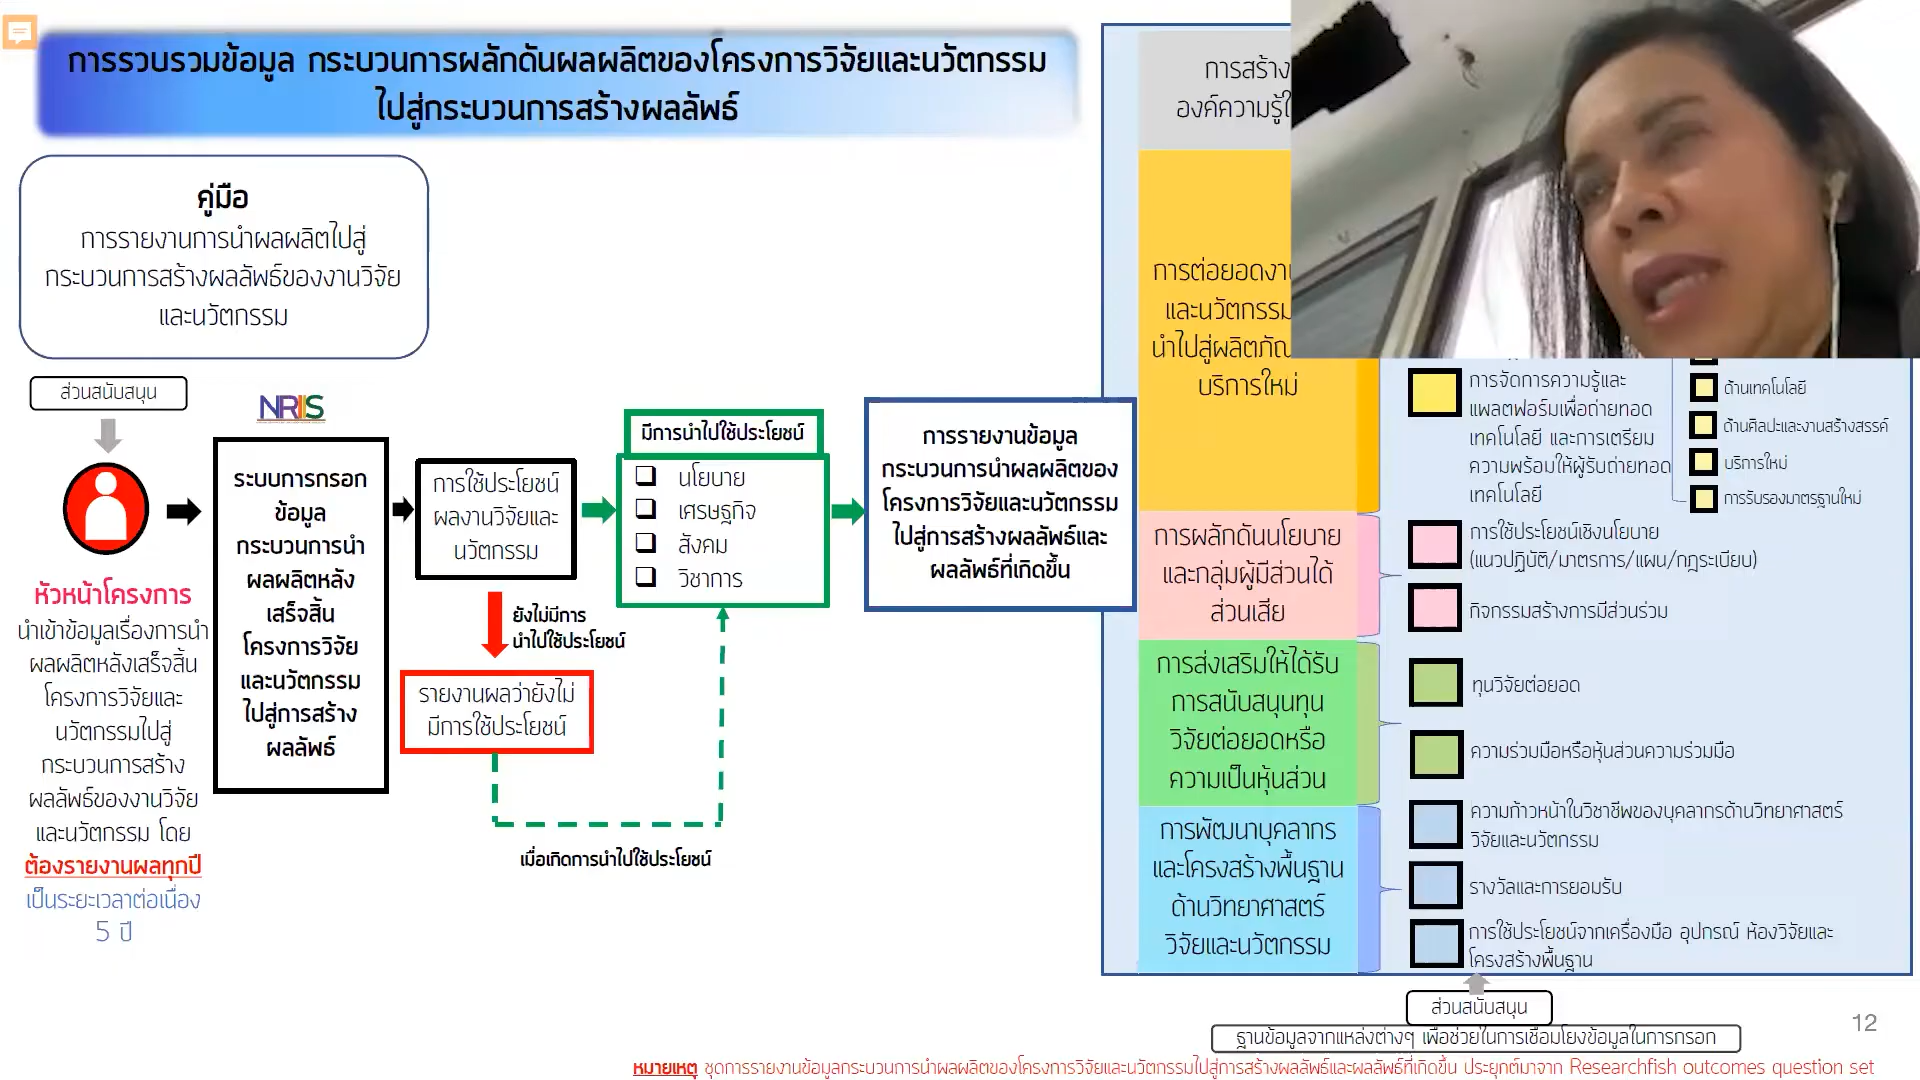 การรวบรวมข้อมูล กระบวนการผลักดันผลผลิตของโครงการวิจัยและนวัตกรรม
ไปสู่กระบวนการสร้างผลลัพธ์
คู่มือ
การรายงานการนำผลผลิตไปสู่
กระบวนการสร้างผลลัพธ์ของงานวิจัย
และนวัตกรรม
ส่วนสนับสนุน
หัวหน้าโครงการ
นำเข้าข้อมูลเรื่องการนำ
ผลผลิตหลังเสร็จสิ้น
โครงการวิจัยและ
นวัตกรรมไปสู่
กระบวนการสร้าง
ผลลัพธ์ของงานวิจัย
และนวัตกรรม โดย
ต้องรายงานผลทุกปี
เป็นระยะเวลาต่อเนื่อง
5 ปี
NRIIS
ระบบการกรอก
ข้อมูล
กระบวนการนำ
ผลผลิตหลัง
เสร็จสิ้น
โครงการวิจัย
และนวัตกรรม
ไปสู่การสร้าง
ผลลัพธ์
การใช้ประโยชน์
ผลงานวิจัยและ
นวัตกรรม
ยังไม่มีการ
นำไปใช้ประโยชน์
รายงานผลว่ายังไม่
มีการใช้ประโยชน์
เมื่อเกิดการนำไปใช้ประโยชน์
มีการนำไปใช้ประโยชน์
นโยบาย
เศรษฐกิจ
สังคม
วิชาการ
การรายงานข้อมูล
กระบวนการนำผลผลิตของ
โครงการวิจัยและนวัตกรรม
ไปสู่การสร้างผลลัพธ์และ
ผลลัพธ์ที่เกิดขึ้น
การสร้าง
องค์ความรู้
การต่อยอดงา
และนวัตกรรม
นำไปสู่ผลิตภัณ
บริการใหม่
การผลักดันนโยบาย
และกลุ่มผู้มีส่วนได้
ส่วนเสีย
การส่งเสริมให้ได้รับ
การสนับสนุนทุน
วิจัยต่อยอดหรือ
ความเป็นหุ้นส่วน
การพัฒนาบุคลากร
และโครงสร้างพื้นฐาน
ด้านวิทยาศาสตร์
วิจัยและนวัตกรรม
การจัดการความรู้และ
แพลตฟอร์มเพื่อถ่ายทอด
เทคโนโลยี และการเตรียม
ความพร้อมให้ผู้รับถ่ายทอด
เทคโนโลยี
ด้านเทคโนโลยี
ด้านศิลปะและงานสร้างสรรค์
บริการใหม่
การรับรองมาตรฐานใหม่
การใช้ประโยชน์เชิงนโยบาย
(แนวปฏิบัติ/มาตรการ/แผน/กฎระเบียบ)
กิจกรรมสร้างการมีส่วนร่วม
ทุนวิจัยต่อยอด
ความร่วมมือหรือหุ้นส่วนความร่วมมือ
ความก้าวหน้าในวิชาชีพของบุคลากรด้านวิทยาศาสตร์
วิจัยและนวัตกรรม
รางวัลและการยอมรับ
การใช้ประโยชน์จากเครื่องมือ อุปกรณ์ ห้องวิจัยและ
โครงสร้างพื้นฐาน
ส่วนสนับสนุน
ฐานข้อมูลจากแหล่งต่างๆ เพื่อช่วยในการเชื่อมโยงข้อมูลในการกรอก
12
หมายเหตุ ชุดการรายงานข้อมูลกระบวนการนำผลผลิตของโครงการวิจัยและนวัตกรรมไปสู่การสร้างผลลัพธ์และผลลัพธ์ที่เกิดขึ้น ประยุกต์มาจาก Researchfish outcomes question set